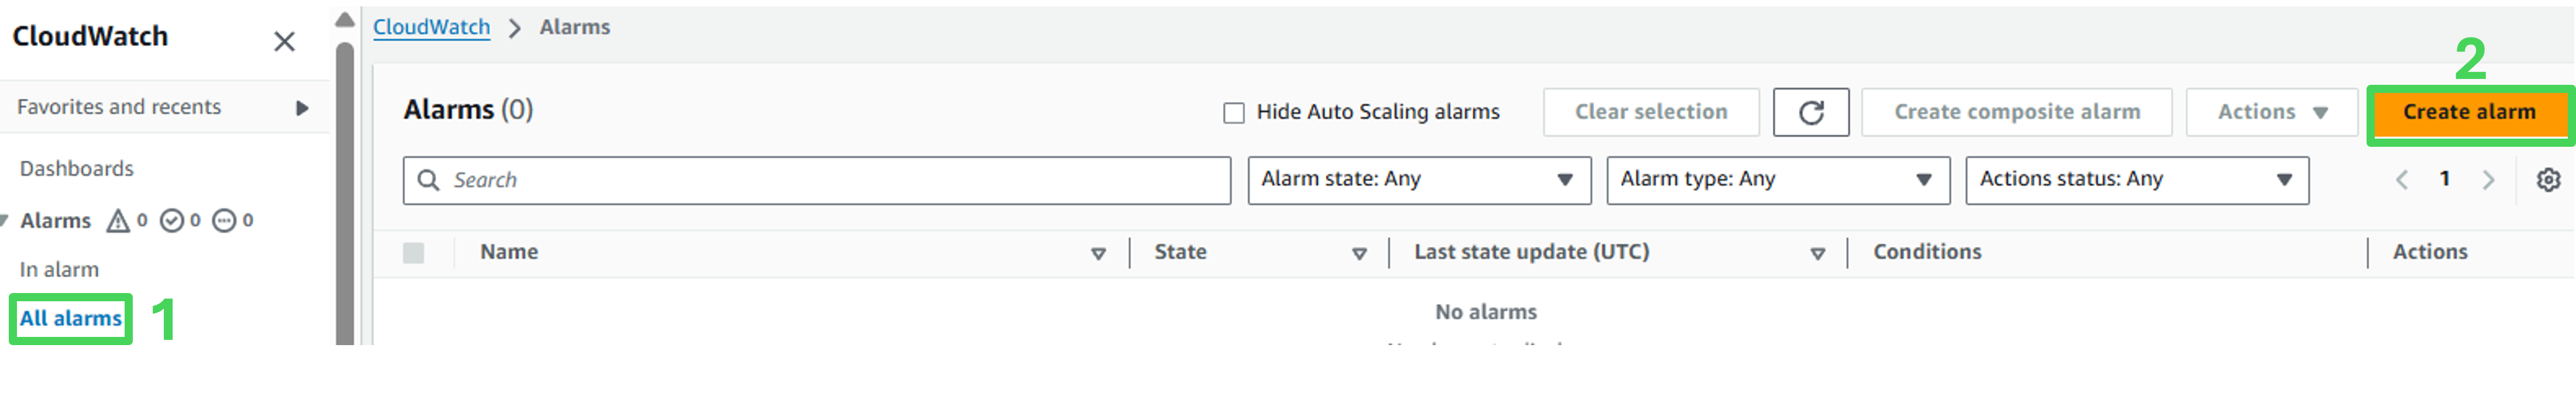 CloudWatch
Favorites and recents
Dashboards
Alarms 0 0 0
In alarm
All alarms 1
CloudWatch > Alarms
2
Alarms (0) Hide Auto Scaling alarms Clear selection Create composite alarm Actions Create alarm
Search Alarm state: Any Alarm type: Any Actions status: Any 1
Name State Last state update (UTC) Conditions Actions
No alarms